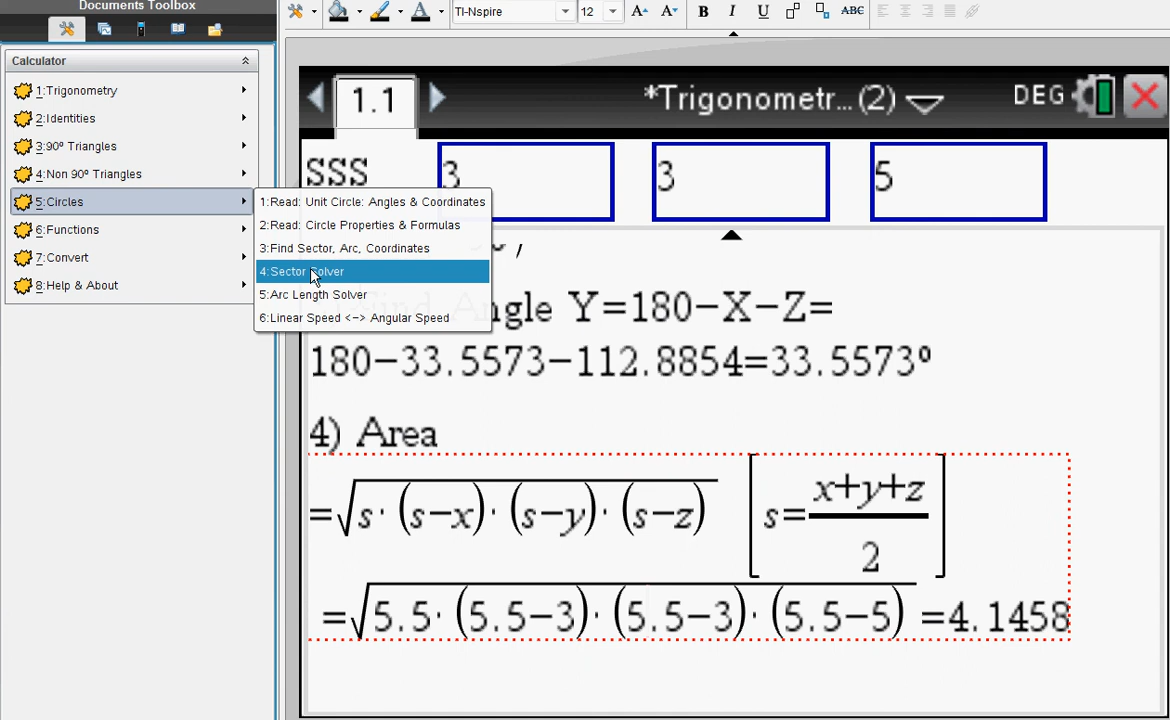 Documents Toolbox
TI-Nspire 12 A A B I U ABC
Calculator
1:Trigonometry
2:Identities
3:90º Triangles
4:Non 90º Triangles
5:Circles
6:Functions
7:Convert
8:Help & About
1:Read: Unit Circle: Angles & Coordinates
2:Read: Circle Properties & Formulas
3:Find Sector, Arc, Coordinates
4:Sector Solver
5:Arc Length Solver
6:Linear Speed <-> Angular Speed
1.1 *Trigonometr...(2) DEG
SSS 3 3 5
Angle Y=180-X-Z=
180-33.5573-112.8854=33.5573º
4) Area
=√s·(s-x)·(s-y)·(s-z) [s=(x+y+z)/2]
=√5.5·(5.5-3)·(5.5-3)·(5.5-5) =4.1458